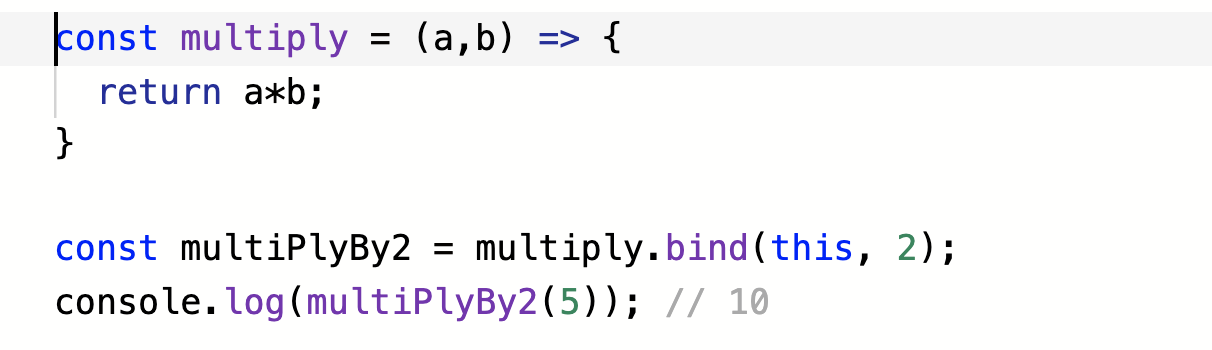 const multiply = (a,b) => {
  return a*b;
}

const multiPlyBy2 = multiply.bind(this, 2);
console.log(multiPlyBy2(5)); // 10